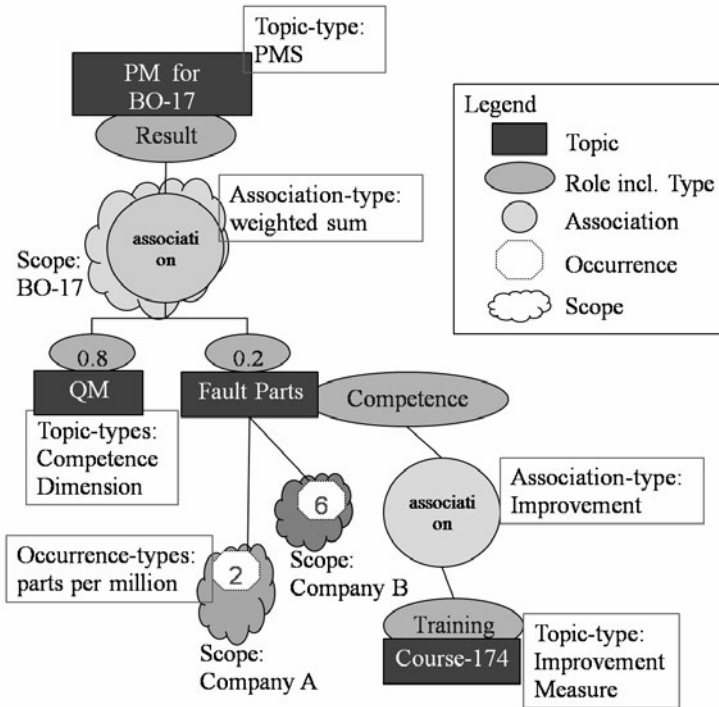 Topic-type:
PMS
PM for
BO-17
Result
Association-type:
weighted sum
associati
on
Scope:
BO-17
Legend
Topic
Role incl. Type
Association
Occurrence
Scope
0.8
0.2
QM
Fault Parts
Competence
Topic-types:
Competence
Dimension
associati
on
Association-type:
Improvement
6
Scope:
Company B
Occurrence-types:
parts per million
2
Scope:
Company A
Training
Course-174
Topic-type:
Improvement
Measure